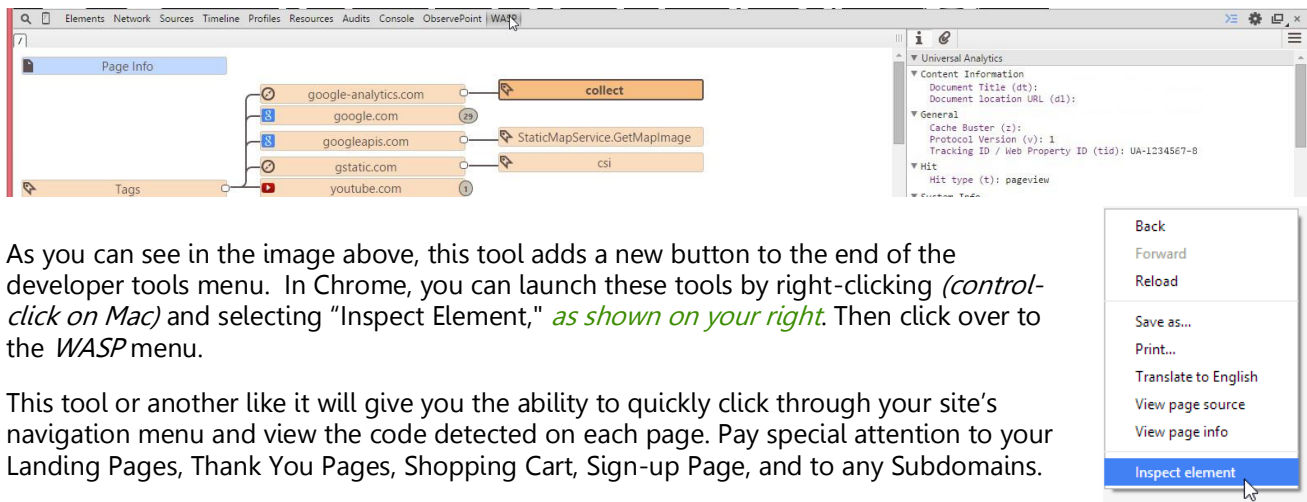 Elements Network Sources Timeline Profiles Resources Audits Console ObservePoint WASP
Page Info
google-analytics.com
collect
8 google.com 29
8 googleapis.com
StaticMapService.GetMapImage
gstatic.com
csi
Tags
youtube.com 1
i
Universal Analytics
Content Information
Document Title (dt):
Document location URL (dl):
General
Cache Buster (z):
Protocol Version (v): 1
Tracking ID / Web Property ID (tid): UA-1234567-8
Hit
Hit type (t): pageview
System Info
As you can see in the image above, this tool adds a new button to the end of the
developer tools menu. In Chrome, you can launch these tools by right-clicking (control-
click on Mac) and selecting “Inspect Element," as shown on your right. Then click over to
the WASP menu.
This tool or another like it will give you the ability to quickly click through your site’s
navigation menu and view the code detected on each page. Pay special attention to your
Landing Pages, Thank You Pages, Shopping Cart, Sign-up Page, and to any Subdomains.
Back
Forward
Reload
Save as...
Print...
Translate to English
View page source
View page info
Inspect element